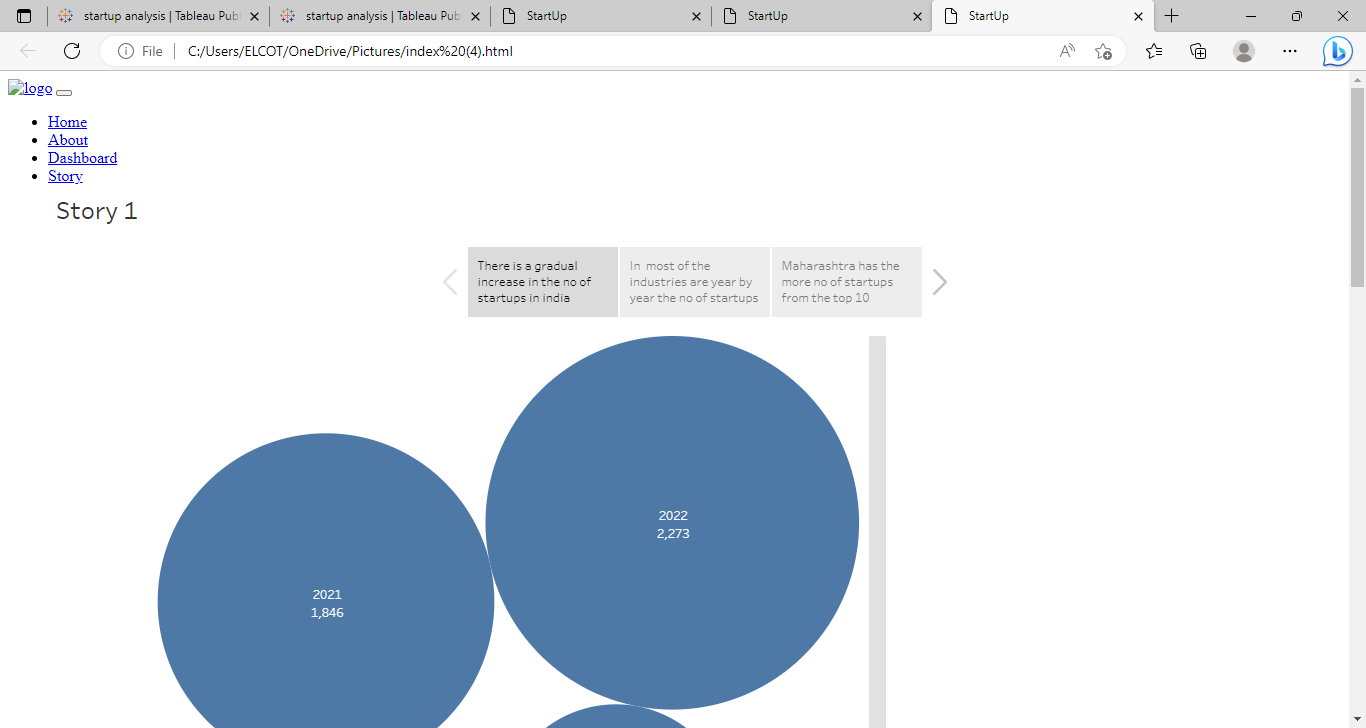 startup analysis | Tableau Pub
startup analysis | Tableau Pub
StartUp
StartUp
StartUp
File
C:/Users/ELCOT/OneDrive/Pictures/index%20(4).html
logo
Home
About
Dashboard
Story
Story 1
There is a gradual
increase in the no of
startups in india
In most of the
industries are year by
year the no of startups
Maharashtra has the
more no of startups
from the top 10
2022
2,273
2021
1,846